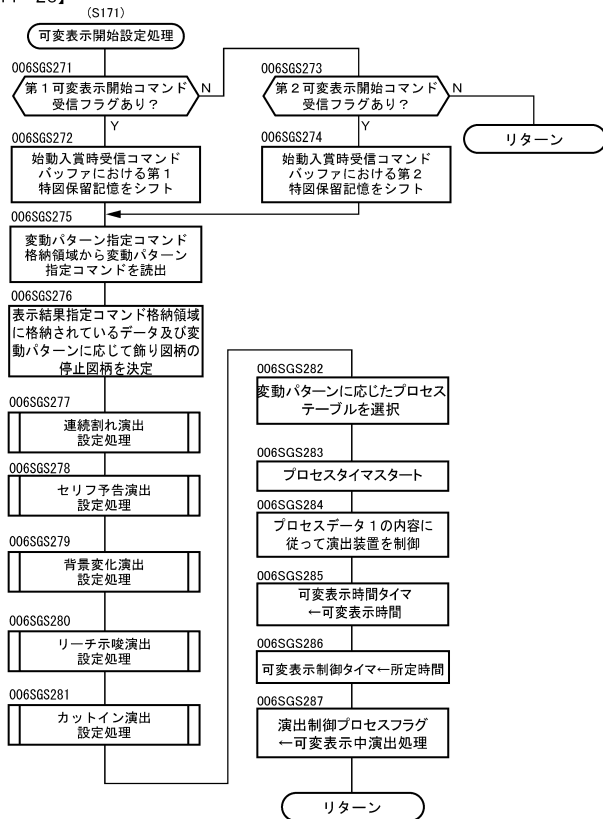 (S171)
可変表示開始設定処理
006SGS271
第１可変表示開始コマンド
受信フラグあり？
N
Y
006SGS273
第２可変表示開始コマンド
受信フラグあり？
N
Y
リターン
006SGS272
始動入賞時受信コマンド
バッファにおける第１
特図保留記憶をシフト
006SGS274
始動入賞時受信コマンド
バッファにおける第２
特図保留記憶をシフト
006SGS275
変動パターン指定コマンド
格納領域から変動パターン
指定コマンドを読出
006SGS276
表示結果指定コマンド格納領域
に格納されているデータ及び変
動パターンに応じて飾り図柄の
停止図柄を決定
006SGS277
連続割れ演出
設定処理
006SGS278
セリフ予告演出
設定処理
006SGS279
背景変化演出
設定処理
006SGS280
リーチ示唆演出
設定処理
006SGS281
カットイン演出
設定処理
006SGS282
変動パターンに応じたプロセス
テーブルを選択
006SGS283
プロセスタイマスタート
006SGS284
プロセスデータ１の内容に
従って演出装置を制御
006SGS285
可変表示時間タイマ
←可変表示時間
006SGS286
可変表示制御タイマ←所定時間
006SGS287
演出制御プロセスフラグ
←可変表示中演出処理
リターン